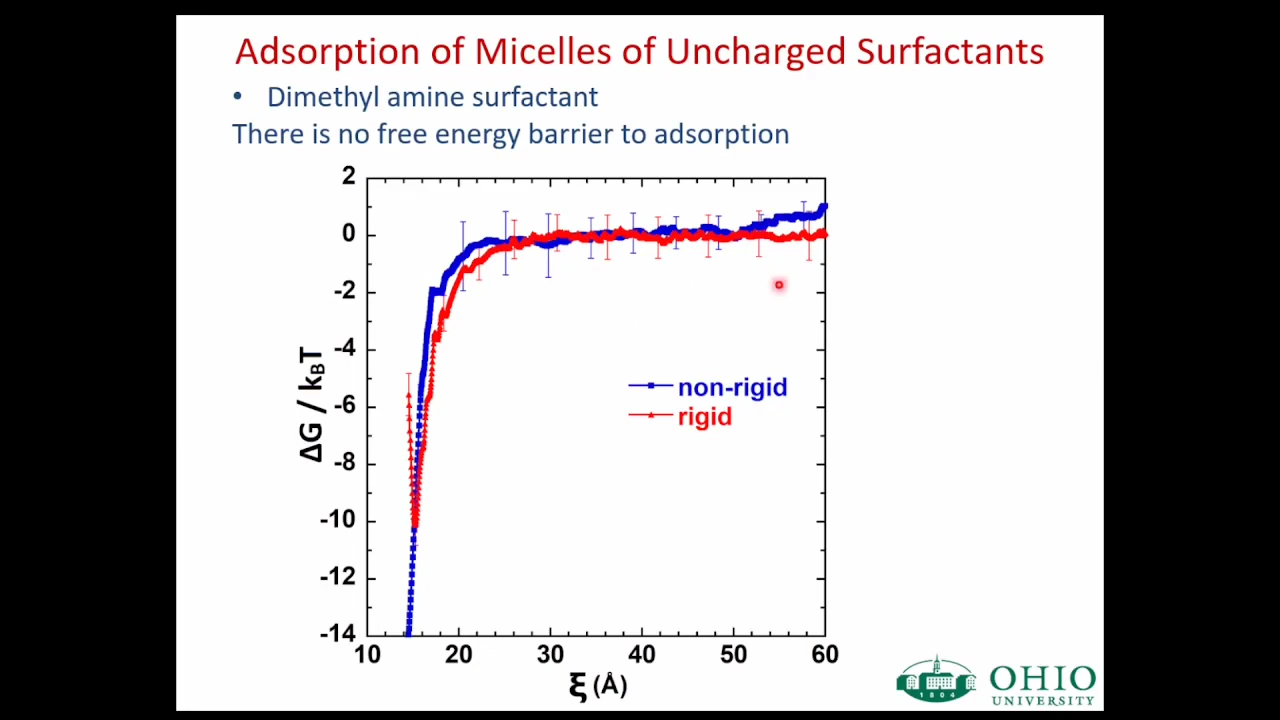 Adsorption of Micelles of Uncharged Surfactants
• Dimethyl amine surfactant
There is no free energy barrier to adsorption
2
0
-2
-4
-6
-8
-10
-12
-14
ΔG / kBT
non-rigid
rigid
10 20 30 40 50 60
ξ (Å)
1804
OHIO
UNIVERSITY